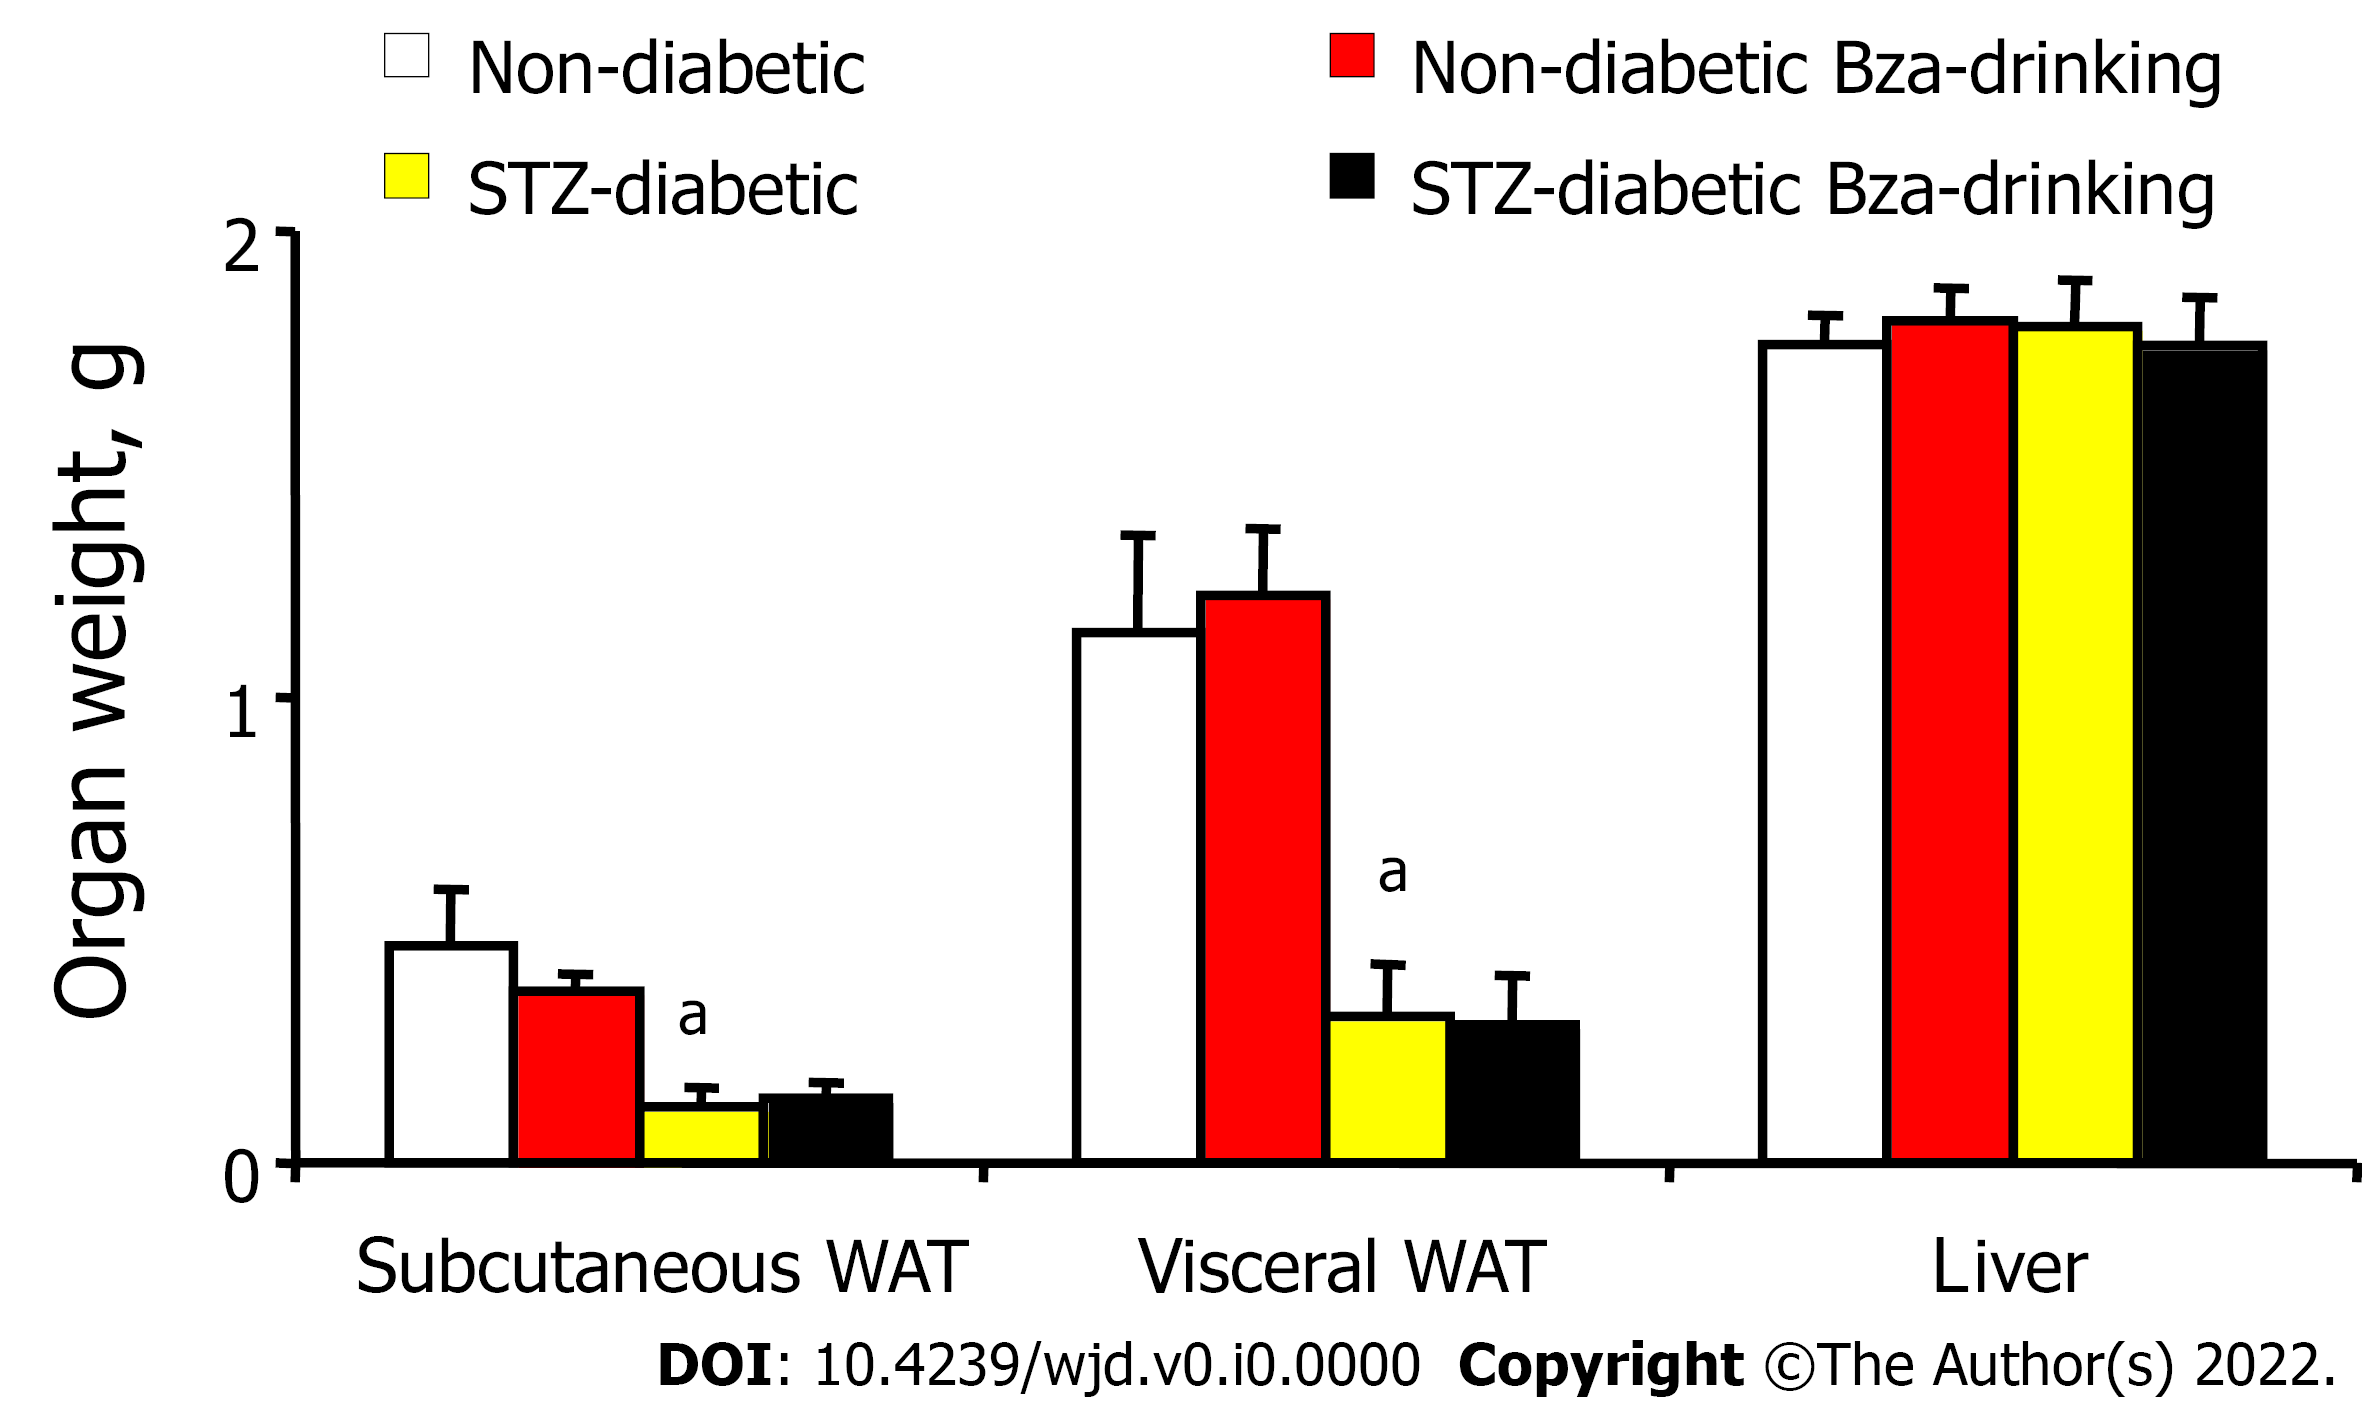 Non-diabetic
Non-diabetic Bza-drinking
STZ-diabetic
STZ-diabetic Bza-drinking
Organ weight, g
2
1
0
a
a
Subcutaneous WAT
Visceral WAT
Liver
DOI: 10.4239/wjd.v0.i0.0000 Copyright ©The Author(s) 2022.